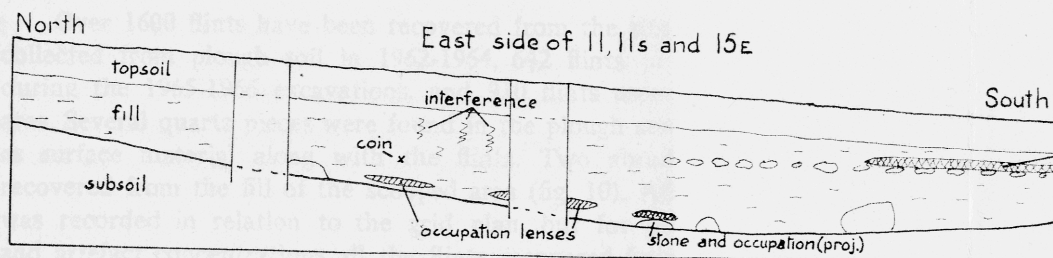 North
East side of 11, 11s and 15E
topsoil
South
interference
fill
coin
subsoil
occupation lenses
stone and occupation (proj.)